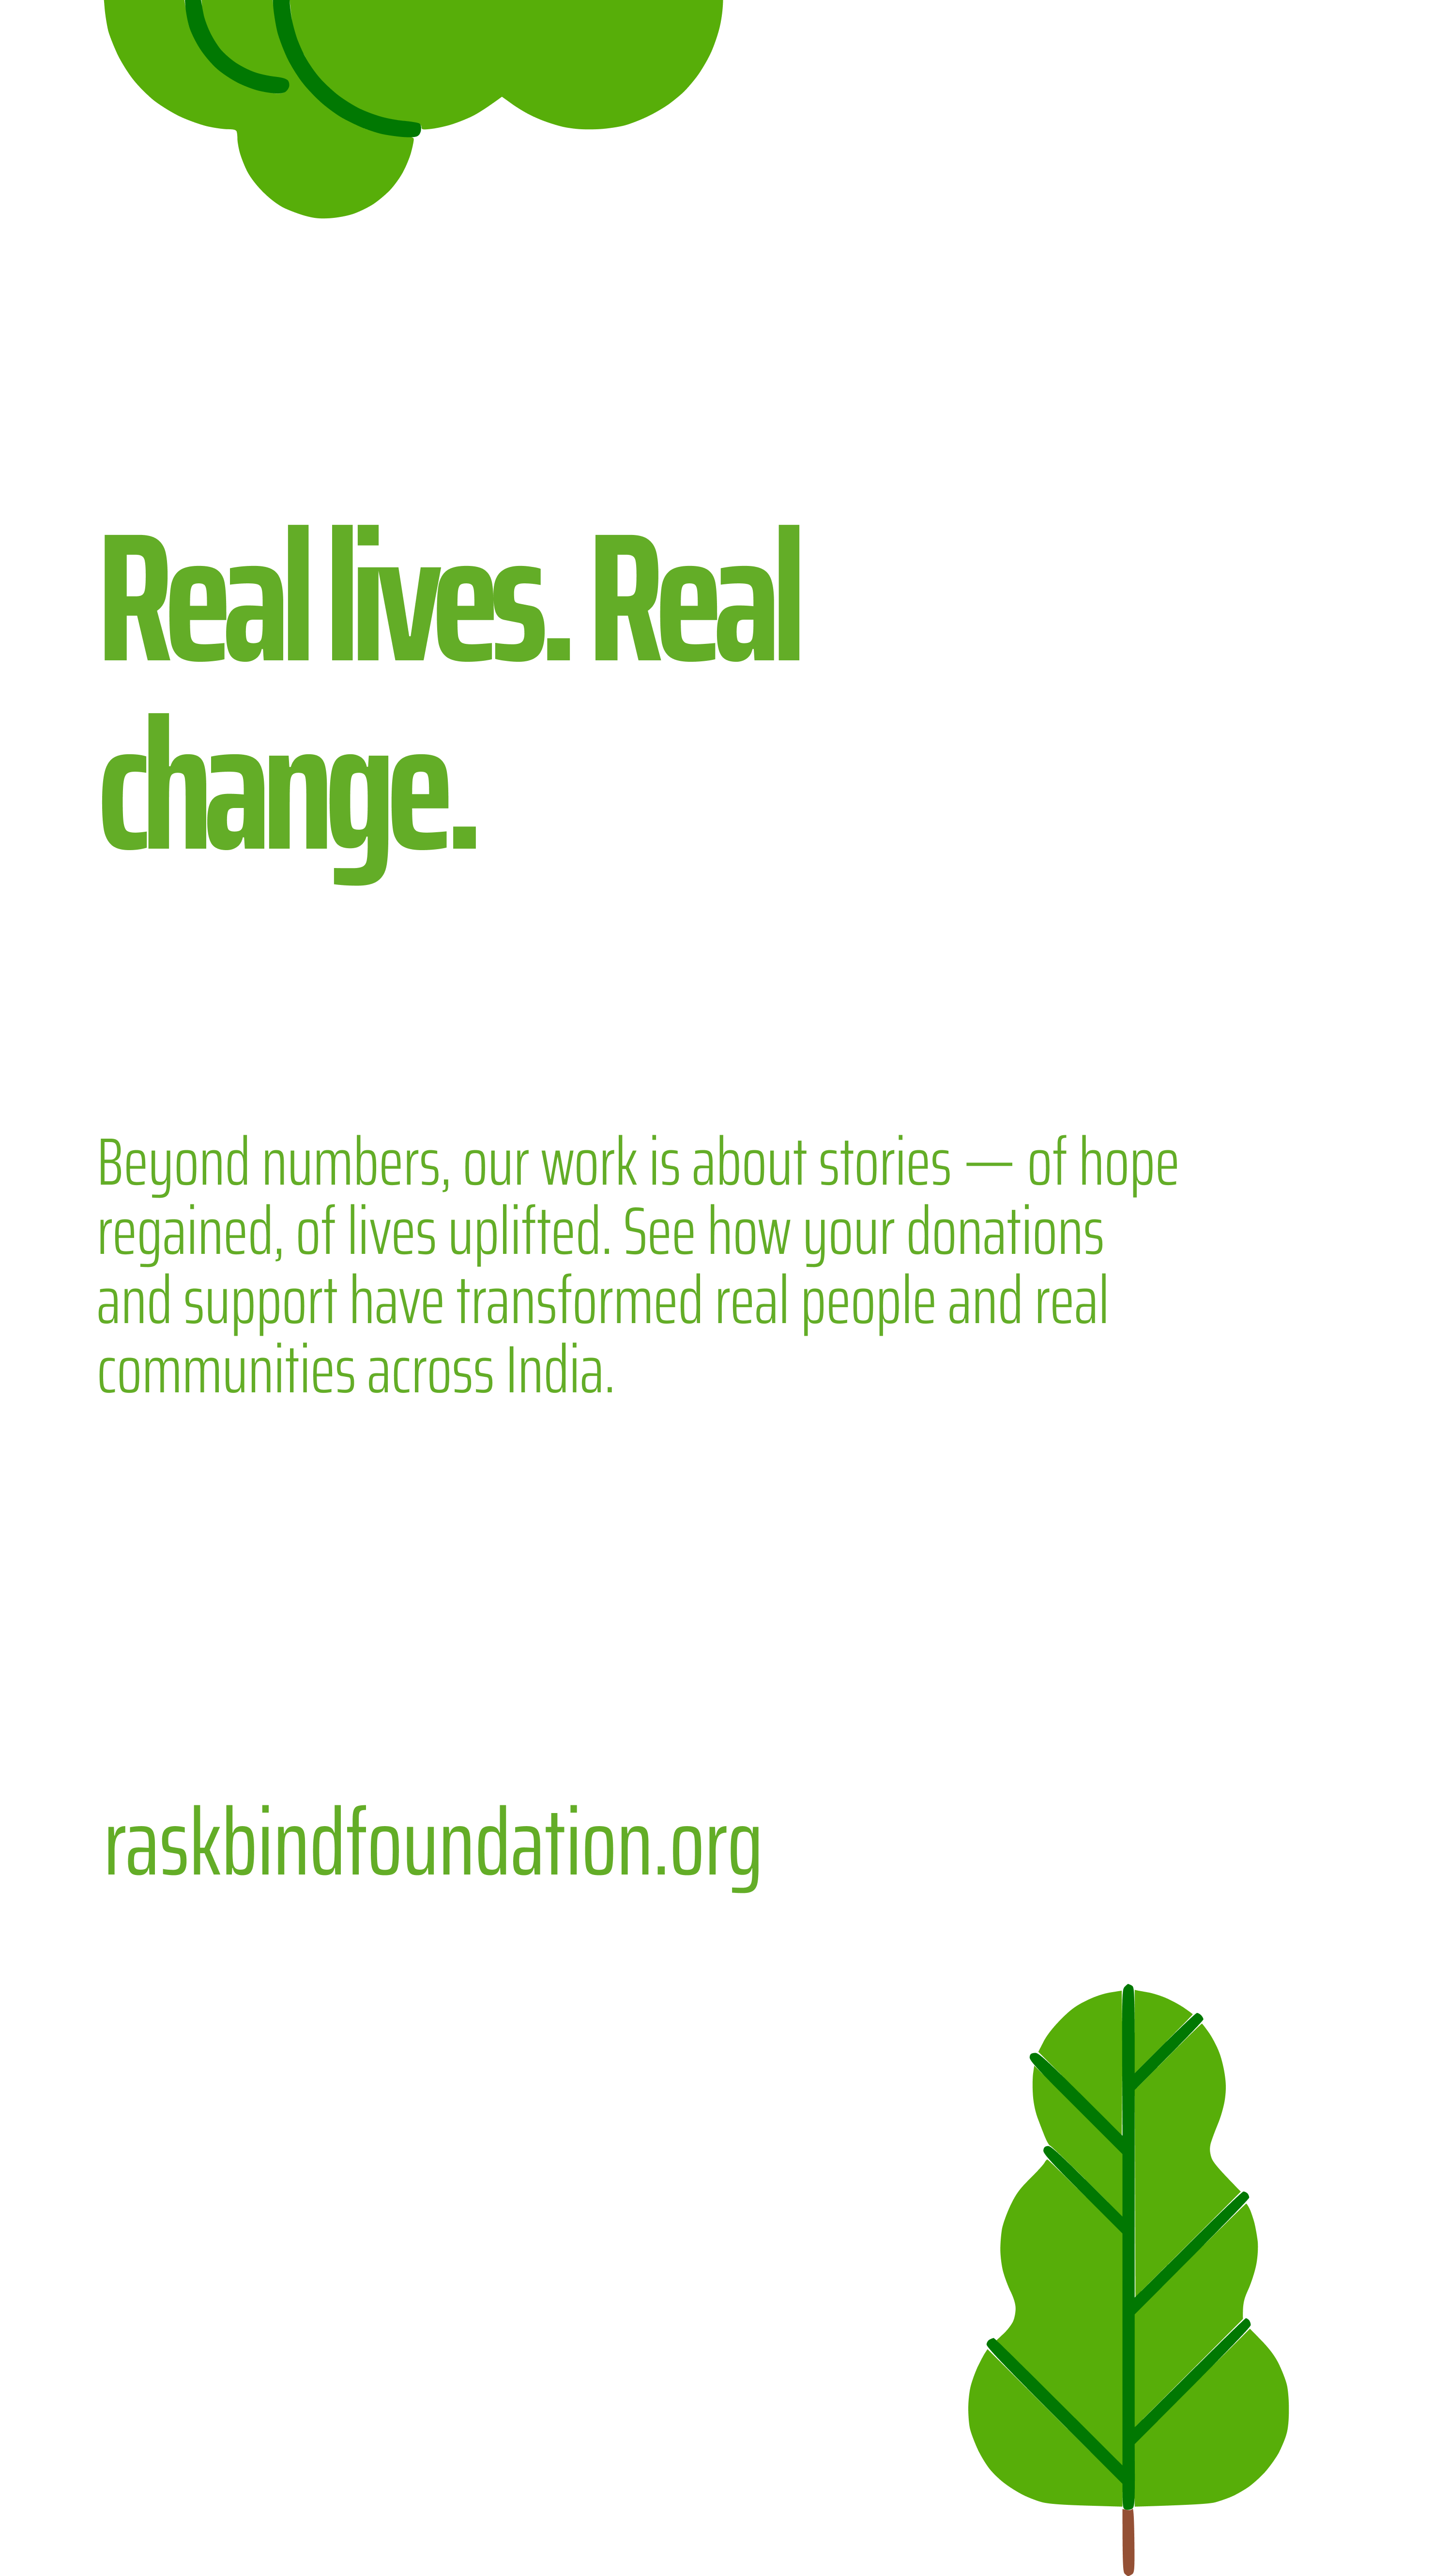 Real lives. Real
change.
Beyond numbers, our work is about stories — of hope
regained, of lives uplifted. See how your donations
and support have transformed real people and real
communities across India.
raskbindfoundation.org